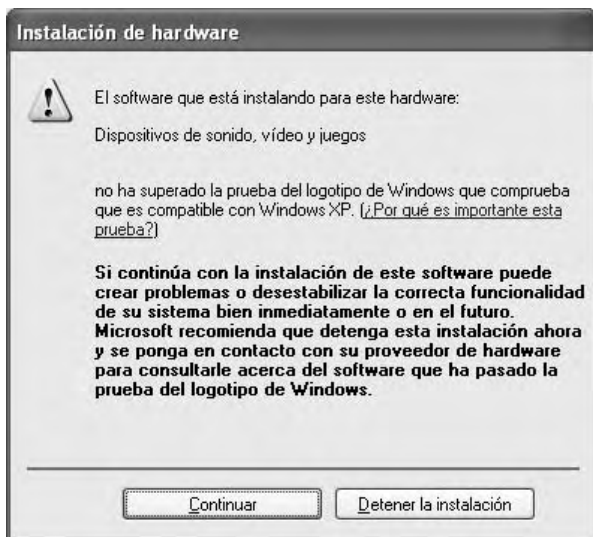 Instalación de hardware
El software que está instalando para este hardware:
Dispositivos de sonido, vídeo y juegos
no ha superado la prueba del logotipo de Windows que comprueba
que es compatible con Windows XP. (¿Por qué es importante esta
prueba?)
Si continúa con la instalación de este software puede
crear problemas o desestabilizar la correcta funcionalidad
de su sistema bien inmediatamente o en el futuro.
Microsoft recomienda que detenga esta instalación ahora
y se ponga en contacto con su proveedor de hardware
para consultarle acerca del software que ha pasado la
prueba del logotipo de Windows.
Continuar
Detener la instalación